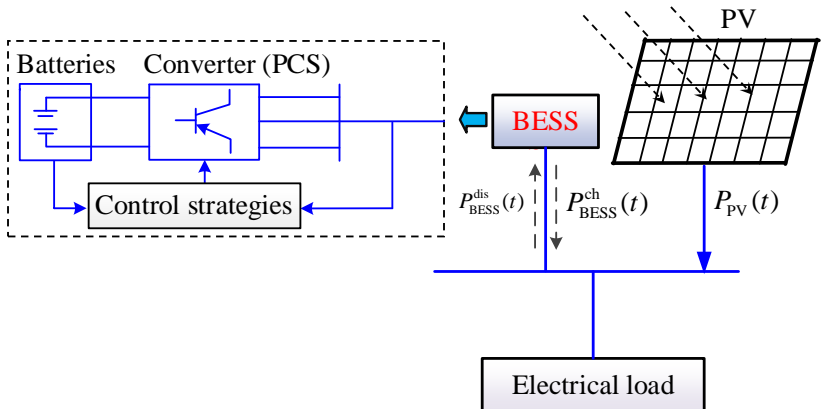 PV
Batteries
Converter (PCS)
BESS
Control strategies
P_BESS^dis(t)
P_BESS^ch(t)
P_PV(t)
Electrical load